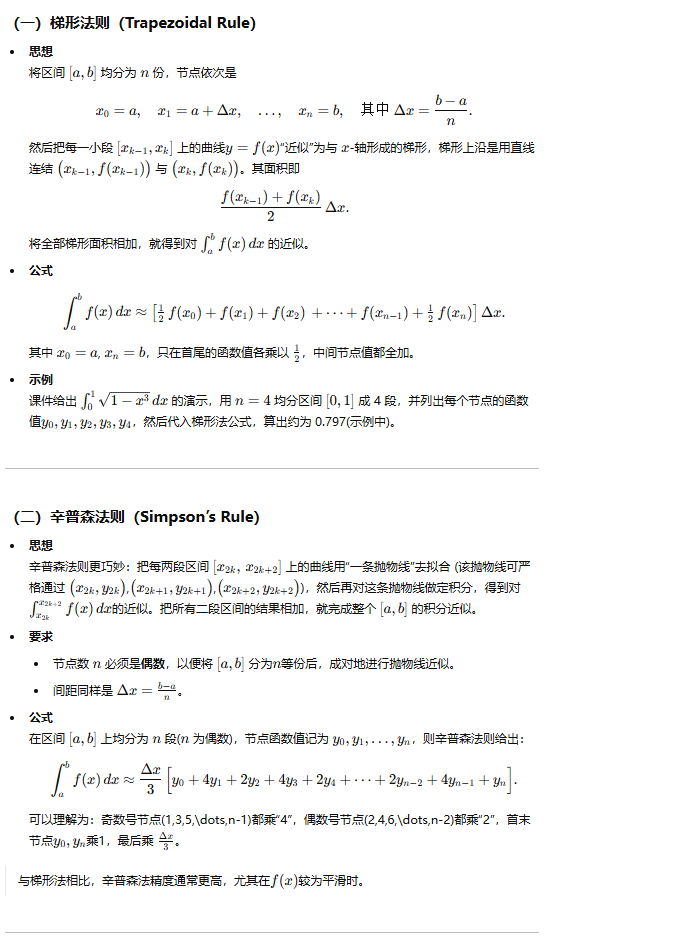 （一）梯形法则（Trapezoidal Rule）
• 思想
将区间 [a, b] 均分为 n 份，节点依次是
x₀ = a,  x₁ = a + Δx,  …,  xₙ = b,  其中 Δx = (b − a)/n.
然后把每一小段 [xₖ₋₁, xₖ] 上的曲线y = f(x)“近似”为与 x-轴形成的梯形，梯形上沿是用直线
连结 (xₖ₋₁, f(xₖ₋₁)) 与 (xₖ, f(xₖ))。其面积即
(f(xₖ₋₁) + f(xₖ))/2 Δx.
将全部梯形面积相加，就得到对 ∫ₐᵇ f(x) dx 的近似。
• 公式
∫ₐᵇ f(x) dx ≈ [½ f(x₀) + f(x₁) + f(x₂) + ⋯ + f(xₙ₋₁) + ½ f(xₙ)] Δx.
其中 x₀ = a, xₙ = b，只在首尾的函数值各乘以 ½，中间节点值都全加。
• 示例
课件给出 ∫₀¹ √(1 − x³) dx 的演示，用 n = 4 均分区间 [0, 1] 成 4 段，并列出每个节点的函数
值y₀, y₁, y₂, y₃, y₄，然后代入梯形法公式，算出约为 0.797(示例中)。
（二）辛普森法则（Simpson’s Rule）
• 思想
辛普森法则更巧妙：把每两段区间 [x₂ₖ, x₂ₖ₊₂] 上的曲线用“一条抛物线”去拟合 (该抛物线可严
格通过 (x₂ₖ, y₂ₖ),(x₂ₖ₊₁, y₂ₖ₊₁),(x₂ₖ₊₂, y₂ₖ₊₂))，然后再对这条抛物线做定积分，得到对
∫_{x₂ₖ}^{x₂ₖ₊₂} f(x) dx的近似。把所有二段区间的结果相加，就完成整个 [a, b] 的积分近似。
• 要求
• 节点数 n 必须是偶数，以便将 [a, b] 分为n等份后，成对地进行抛物线近似。
• 间距同样是 Δx = (b−a)/n。
• 公式
在区间 [a, b] 上均分为 n 段(n 为偶数)，节点函数值记为 y₀, y₁, …, yₙ，则辛普森法则给出：
∫ₐᵇ f(x) dx ≈ Δx/3 [y₀ + 4y₁ + 2y₂ + 4y₃ + 2y₄ + ⋯ + 2yₙ₋₂ + 4yₙ₋₁ + yₙ].
可以理解为：奇数号节点(1,3,5,\dots,n-1)都乘“4”，偶数号节点(2,4,6,\dots,n-2)都乘“2”，首末
节点y₀, yₙ乘1，最后乘 Δx/3。
与梯形法相比，辛普森法精度通常更高，尤其在f(x)较为平滑时。